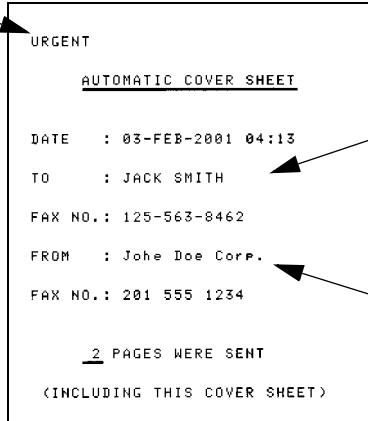 URGENT
AUTOMATIC COVER SHEET
DATE : 03-FEB-2001 04:13
TO : JACK SMITH
FAX NO.: 125-563-8462
FROM : Johe Doe Corp.
FAX NO.: 201 555 1234
2 PAGES WERE SENT
(INCLUDING THIS COVER SHEET)